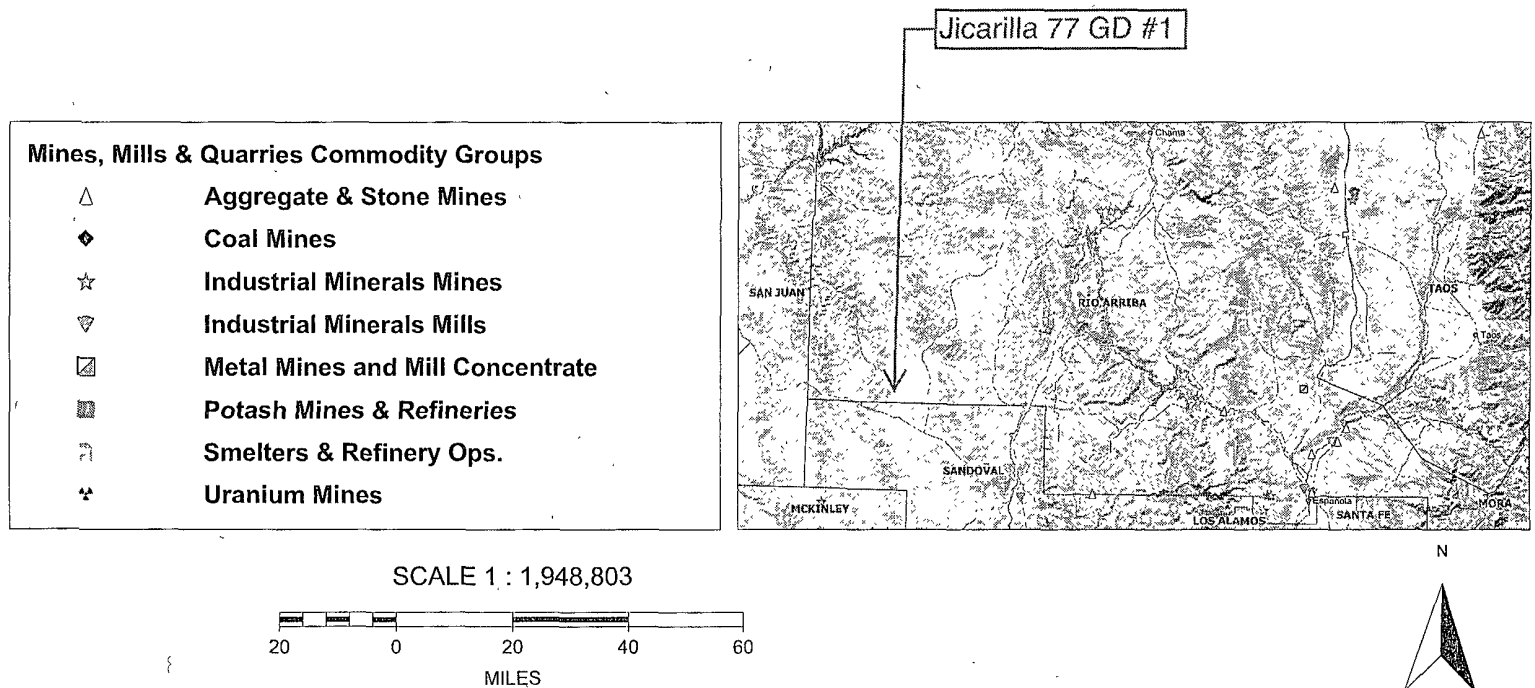 Jicarilla 77 GD #1
Mines, Mills & Quarries Commodity Groups
Aggregate & Stone Mines
Coal Mines
Industrial Minerals Mines
Industrial Minerals Mills
Metal Mines and Mill Concentrate
Potash Mines & Refineries
Smelters & Refinery Ops.
Uranium Mines
Chama
SAN JUAN
RIO ARRIBA
TAOS
Taos
SANDOVAL
MCKINLEY
Española
LOS ALAMOS
SANTA FE
MORA
SCALE 1 : 1,948,803
20 0 20 40 60
MILES
N